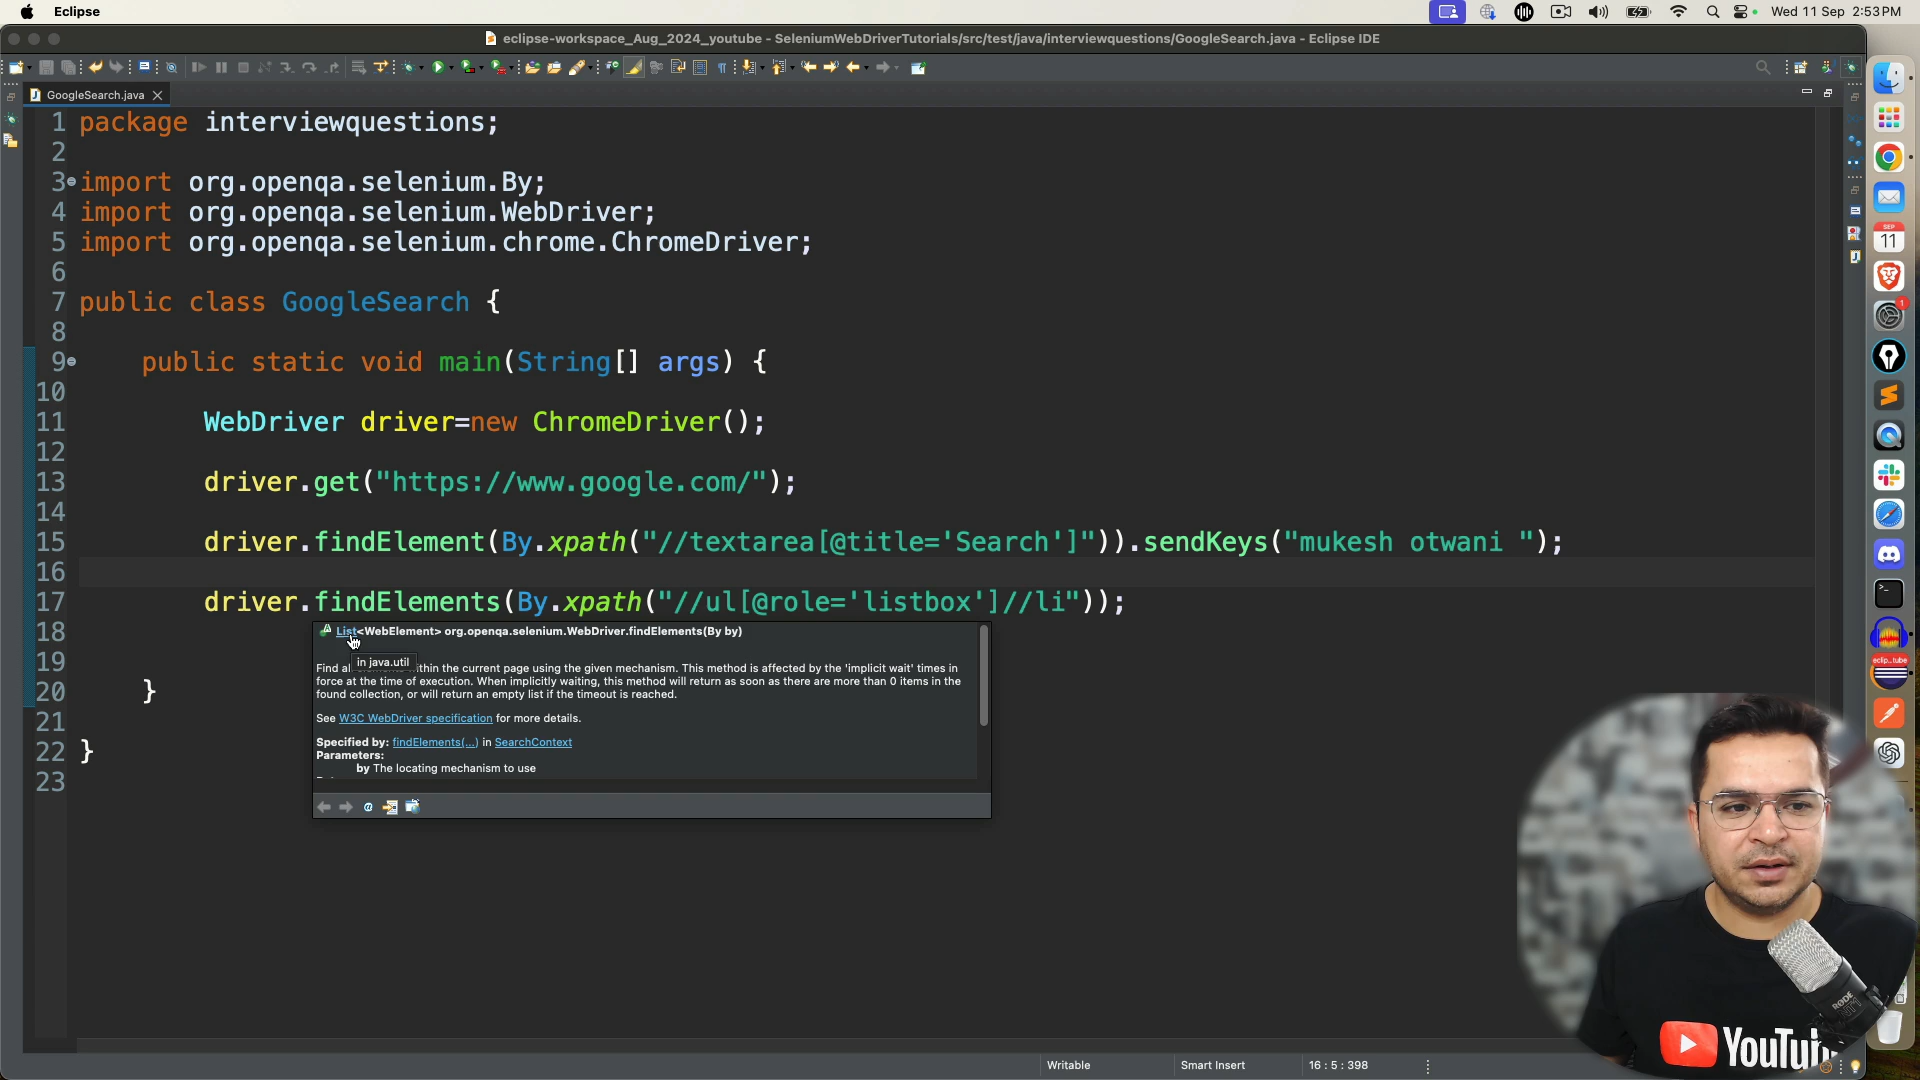 Eclipse
Wed 11 Sep 2:53PM
eclipse-workspace_Aug_2024_youtube - SeleniumWebDriverTutorials/src/test/java/interviewquestions/GoogleSearch.java - Eclipse IDE
GoogleSearch.java
1 package interviewquestions;
2
3 import org.openqa.selenium.By;
4 import org.openqa.selenium.WebDriver;
5 import org.openqa.selenium.chrome.ChromeDriver;
6
7 public class GoogleSearch {
8
9 public static void main(String[] args) {
10
11 WebDriver driver=new ChromeDriver();
12
13 driver.get("https://www.google.com/");
14
15 driver.findElement(By.xpath("//textarea[@title='Search']")).sendKeys("mukesh otwani ");
16
17 driver.findElements(By.xpath("//ul[@role='listbox']//li"));
18
19
20 }
21
22 }
23
List<WebElement> org.openqa.selenium.WebDriver.findElements(By by)
in java.util
Find al thin the current page using the given mechanism. This method is affected by the 'implicit wait' times in
force at the time of execution. When implicitly waiting, this method will return as soon as there are more than 0 items in the
found collection, or will return an empty list if the timeout is reached.
See W3C WebDriver specification for more details.
Specified by: findElements(...) in SearchContext
Parameters:
by The locating mechanism to use
Writable
Smart Insert
16 : 5 : 398
SEP
11
1
eclip..tube
RODE
YouTu